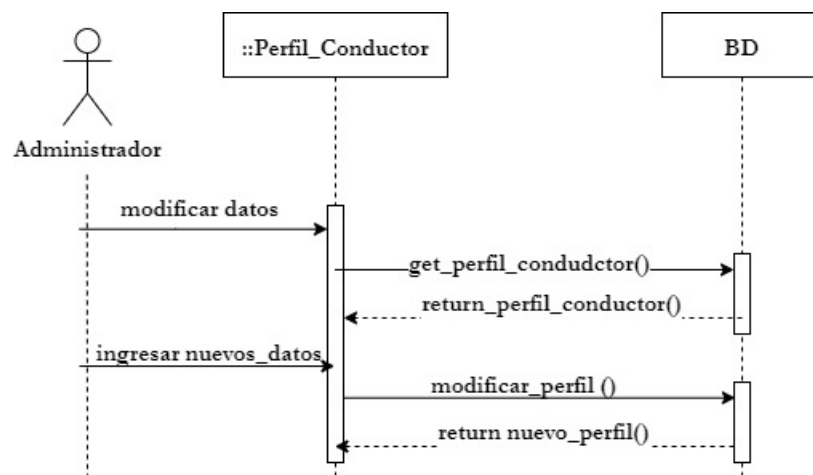 ::Perfil_Conductor
BD
Administrador
modificar datos
get_perfil_condudctor()
return_perfil_conductor()
ingresar nuevos_datos
modificar_perfil ()
return nuevo_perfil()